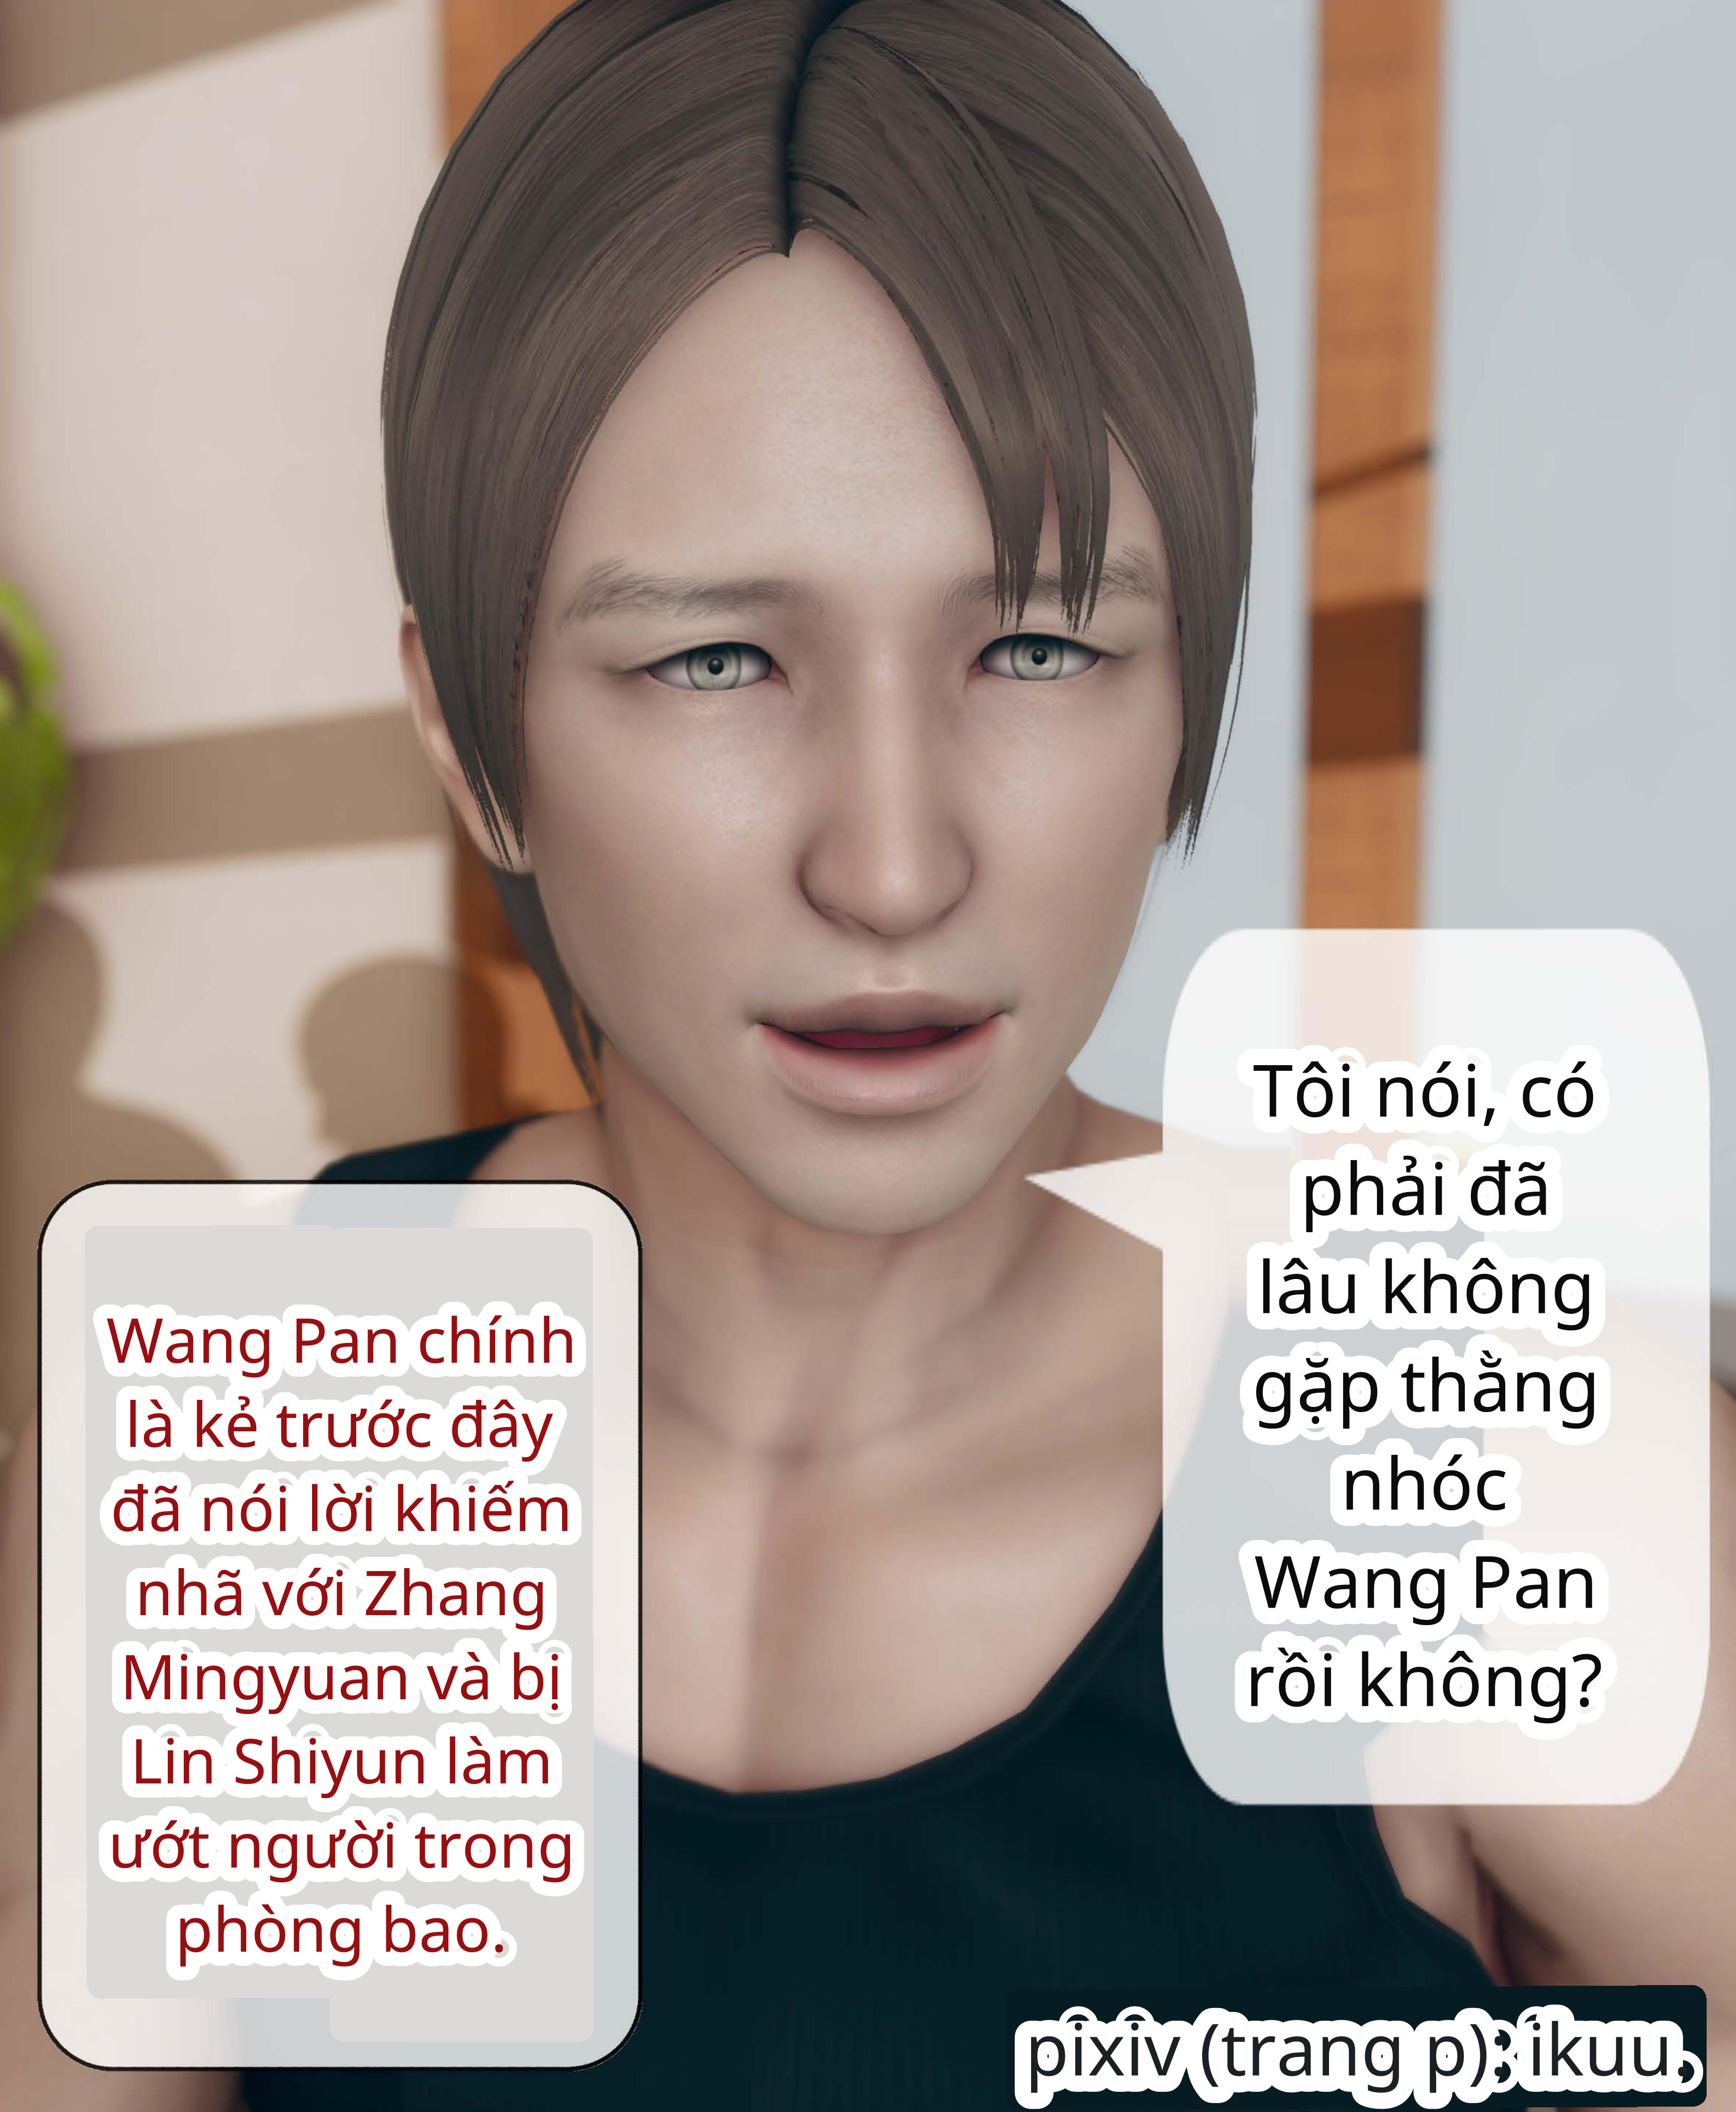 Tôi nói, có
phải đã
lâu không
gặp thằng
nhóc
Wang Pan
rồi không?
Wang Pan chính
là kẻ trước đây
đã nói lời khiếm
nhã với Zhang
Mingyuan và bị
Lin Shiyun làm
ướt người trong
phòng bao.
pixiv (trang p): ikuu.